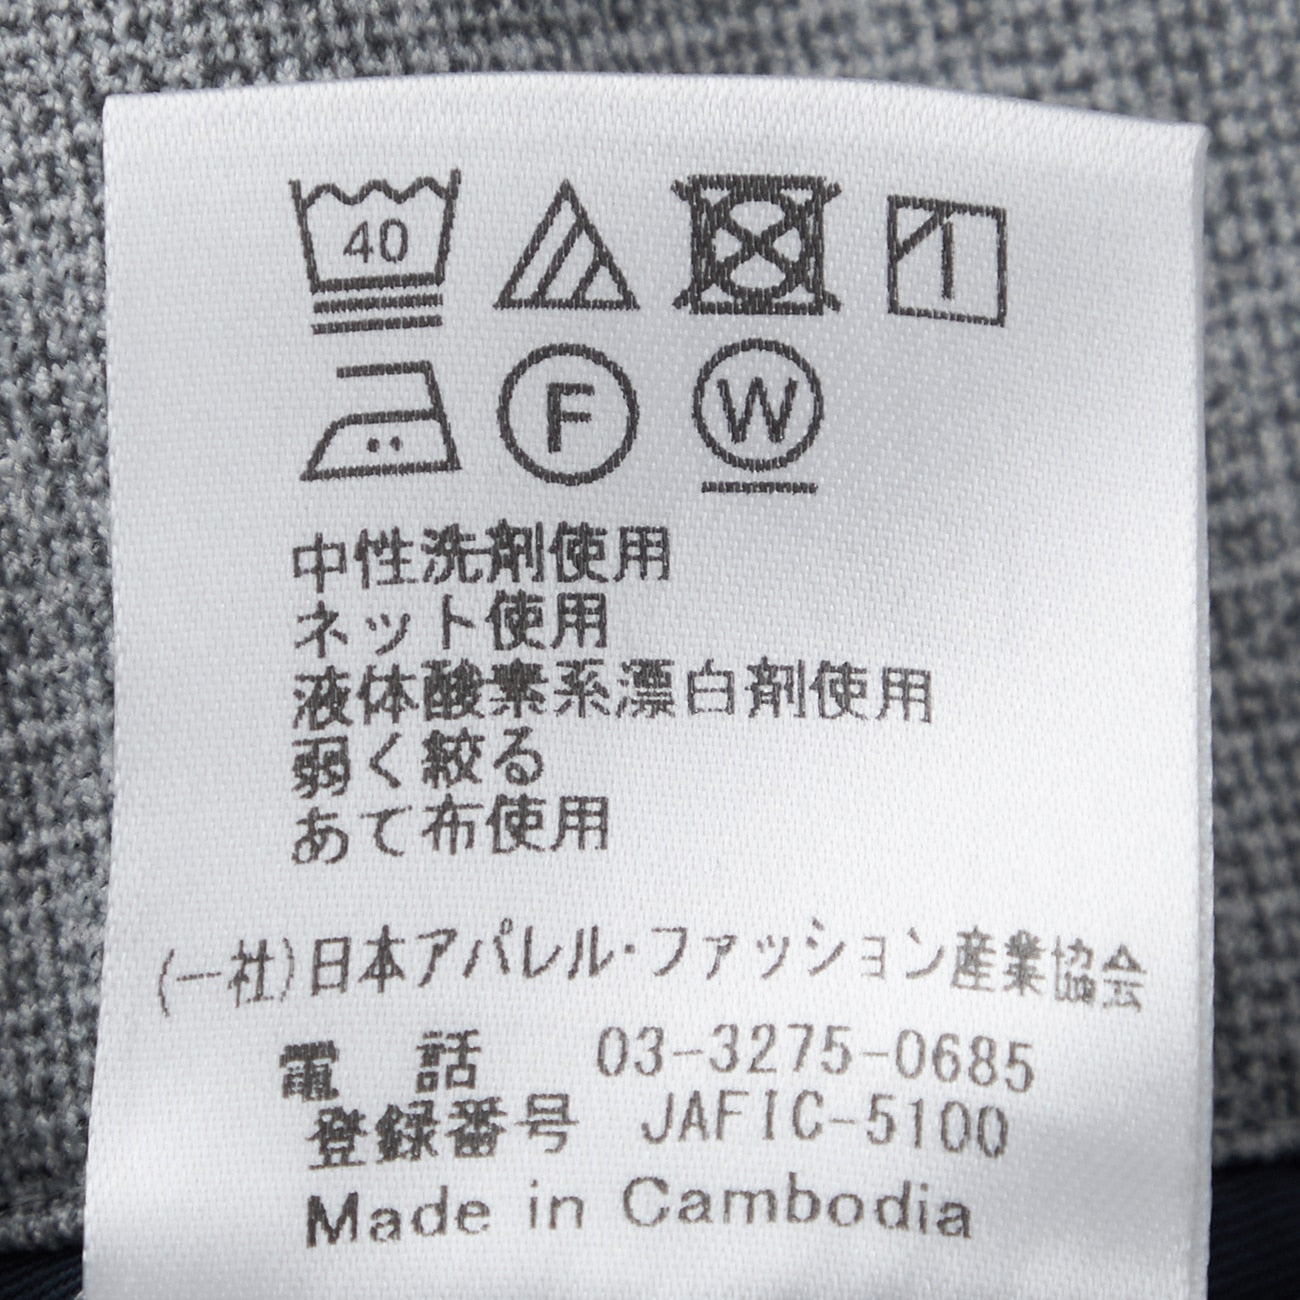 40
F W
中性洗剤使用
ネット使用
液体酸素系漂白剤使用
弱く絞る
あて布使用
(一社)日本アパレル・ファッション産業協会
電 話 03-3275-0685
登録番号 JAFIC-5100
Made in Cambodia